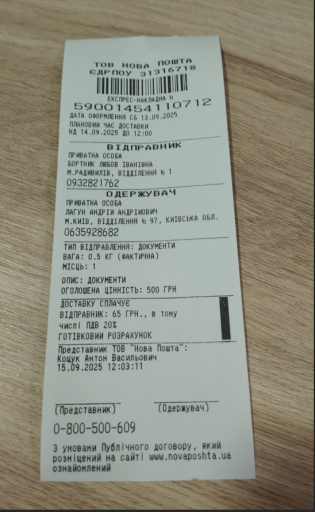 ТОВ НОВА ПОШТА
ЄДРПОУ 31316718
ЕКСПРЕС-НАКЛАДНА №
59001454110712
ДАТА ОФОРМЛЕННЯ СБ 13.09.2025
ПЛАНОВИЙ ЧАС ДОСТАВКИ
НД 14.09.2025 ДО 12:00
ВІДПРАВНИК
ПРИВАТНА ОСОБА
БОРТНІК ЛЮБОВ ІВАНІВНА
М.РАДИВИЛІВ, ВІДДІЛЕННЯ № 1
0932821762
ОДЕРЖУВАЧ
ПРИВАТНА ОСОБА
ЛАГУН АНДРІЙ АНДРІЙОВИЧ
М.КИЇВ, ВІДДІЛЕННЯ № 97, КИЇВСЬКА ОБЛ.
0635928682
ТИП ВІДПРАВЛЕННЯ: ДОКУМЕНТИ
ВАГА: 0,5 КГ (ФАКТИЧНА)
МІСЦЬ: 1
ОПИС: ДОКУМЕНТИ
ОГОЛОШЕНА ЦІННІСТЬ: 500 ГРН
ДОСТАВКУ СПЛАЧУЄ
ВІДПРАВНИК: 65 ГРН., в тому
числі ПДВ 20%
ГОТІВКОВИЙ РОЗРАХУНОК
Представник ТОВ "Нова Пошта":
Кощук Антон Васильович
15.09.2025 12:03:11
(Представник) (Одержувач)
0-800-500-609
З умовами Публічного договору, який
розміщений на сайті www.novaposhta.ua
ознайомлений